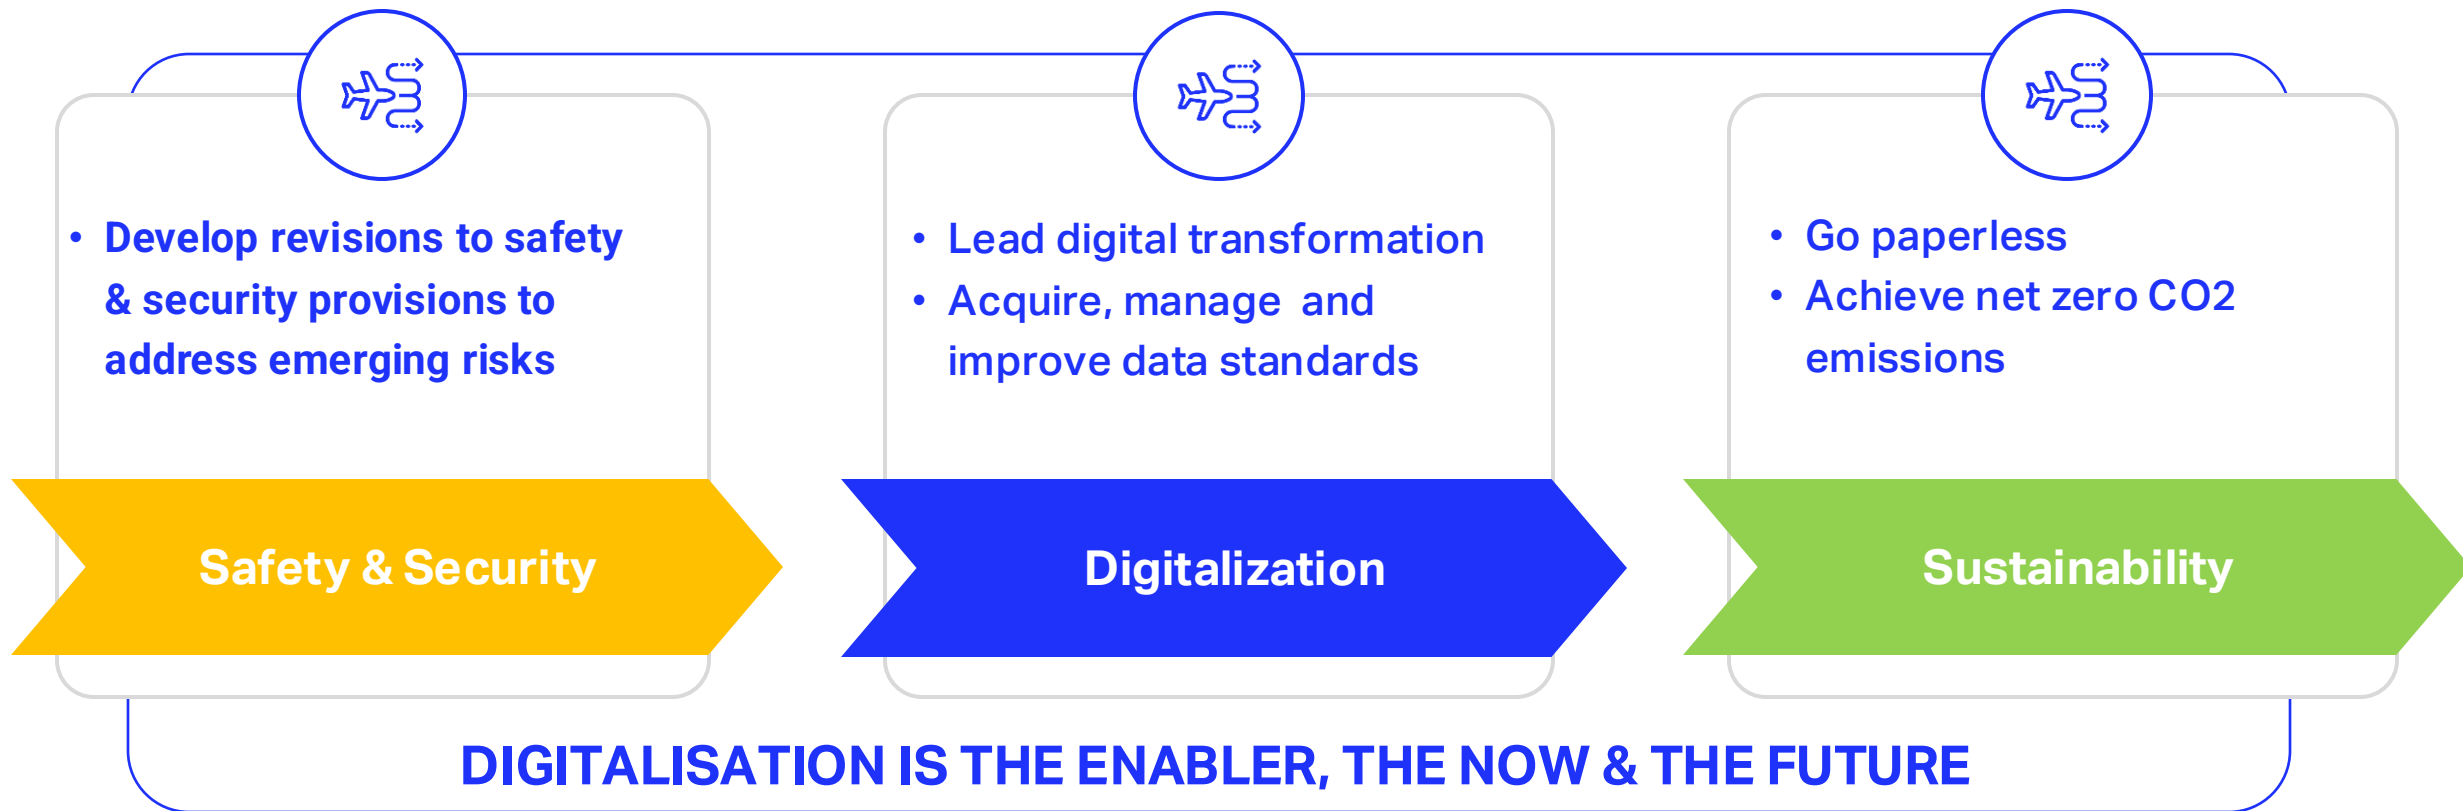 • Develop revisions to safety
& security provisions to
address emerging risks
Safety & Security
• Lead digital transformation
• Acquire, manage  and
improve data standards
Digitalization
• Go paperless
• Achieve net zero CO2
emissions
Sustainability
DIGITALISATION IS THE ENABLER, THE NOW & THE FUTURE